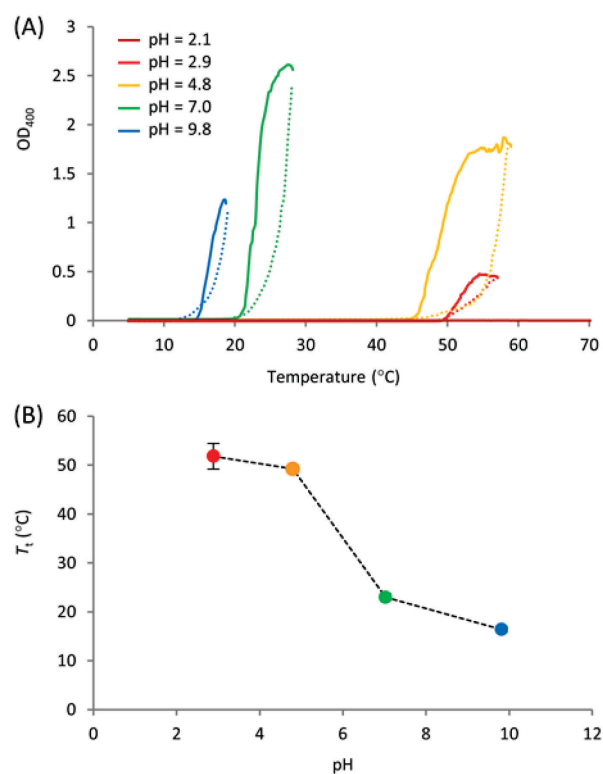 (A)
3
2.5
2
1.5
1
0.5
0
OD400
pH = 2.1
pH = 2.9
pH = 4.8
pH = 7.0
pH = 9.8
0 10 20 30 40 50 60 70
Temperature (°C)
(B)
60
50
40
30
20
10
0
Tt (°C)
0 2 4 6 8 10 12
pH